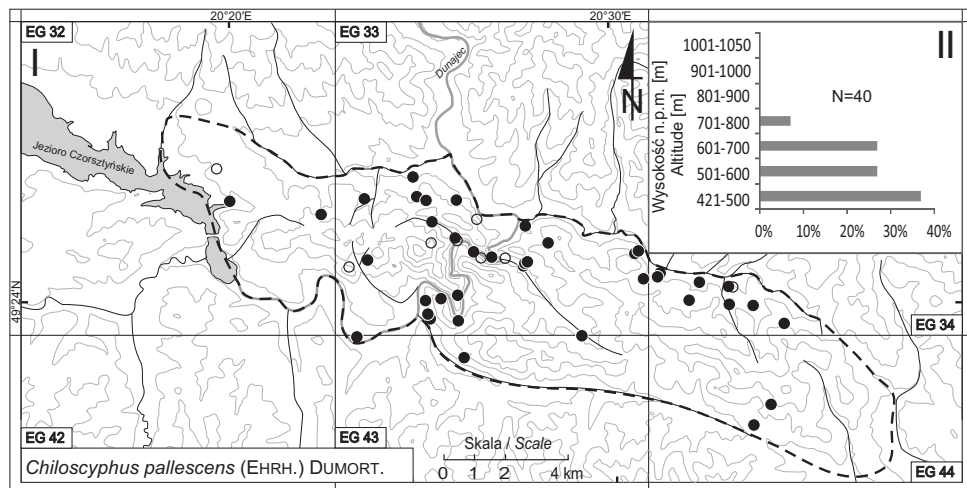 20°20'E
20°30'E
EG 32
EG 33
I
II
Dunajec
N
Jezioro Czorsztyńskie
49°24'N
Wysokość n.p.m. [m]
Altitude [m]
1001-1050
901-1000
801-900
701-800
601-700
501-600
421-500
N=40
0% 10% 20% 30% 40%
EG 34
EG 42
EG 43
EG 44
Skala / Scale
0 1 2 4 km
Chiloscyphus pallescens (EHRH.) DUMORT.